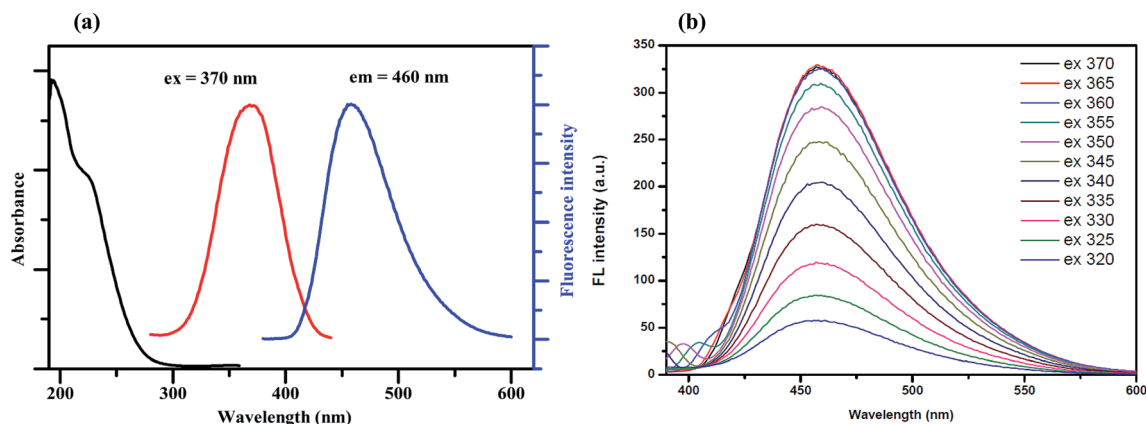 (a)
ex = 370 nm
em = 460 nm
Absorbance
Fluorescence intensity
200
300
400
500
600
Wavelength (nm)
(b)
350
300
250
200
150
100
50
0
FL intensity (a.u.)
ex 370
ex 365
ex 360
ex 355
ex 350
ex 345
ex 340
ex 335
ex 330
ex 325
ex 320
400
450
500
550
600
Wavelength (nm)